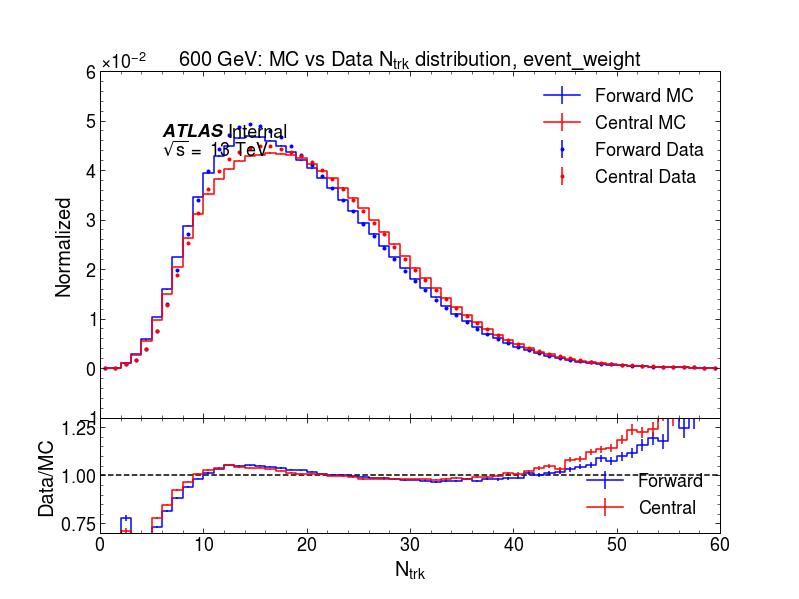 ×10⁻² 600 GeV: MC vs Data Nₜᵣₖ distribution, event_weight
6
5
4
3
2
1
0
−1
Normalized
ATLAS Internal
√s = 13 TeV
Forward MC
Central MC
Forward Data
Central Data
1.25
1.00
0.75
Data/MC
Forward
Central
0 10 20 30 40 50 60
Nₜᵣₖ